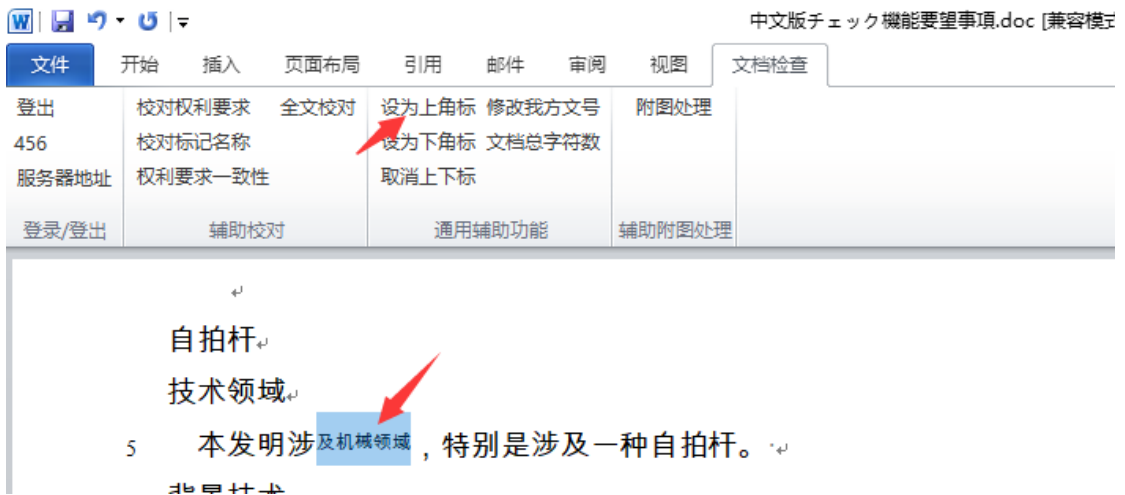 中文版チェック機能要望事項.doc [兼容模式
文件 开始 插入 页面布局 引用 邮件 审阅 视图 文档检查
登出 校对权利要求 全文校对 设为上角标 修改我方文号 附图处理
456 校对标记名称 设为下角标 文档总字符数
服务器地址 权利要求一致性 取消上下标
登录/登出 辅助校对 通用辅助功能 辅助附图处理
自拍杆
技术领域
5 本发明涉及机械领域，特别是涉及一种自拍杆。
背景技术